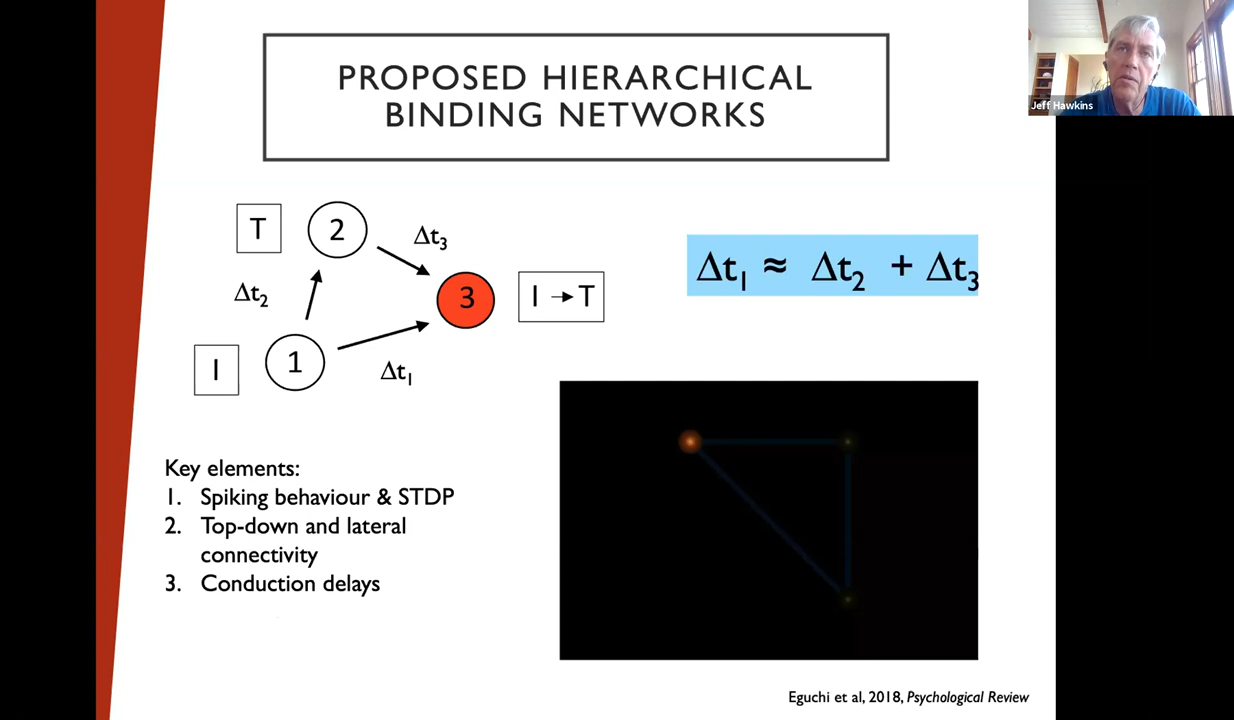 PROPOSED HIERARCHICAL
BINDING NETWORKS
Jeff Hawkins
T
2
Δt3
Δt2
3
I → T
I
1
Δt1
Δt1 ≈ Δt2 + Δt3
Key elements:
1. Spiking behaviour & STDP
2. Top-down and lateral
connectivity
3. Conduction delays
Eguchi et al, 2018, Psychological Review